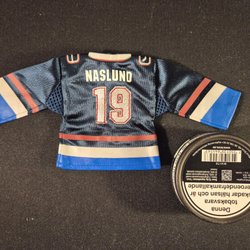 NASLUND
19
Denna
tobaksvara
skadar hälsan och är
beroendeframkallande